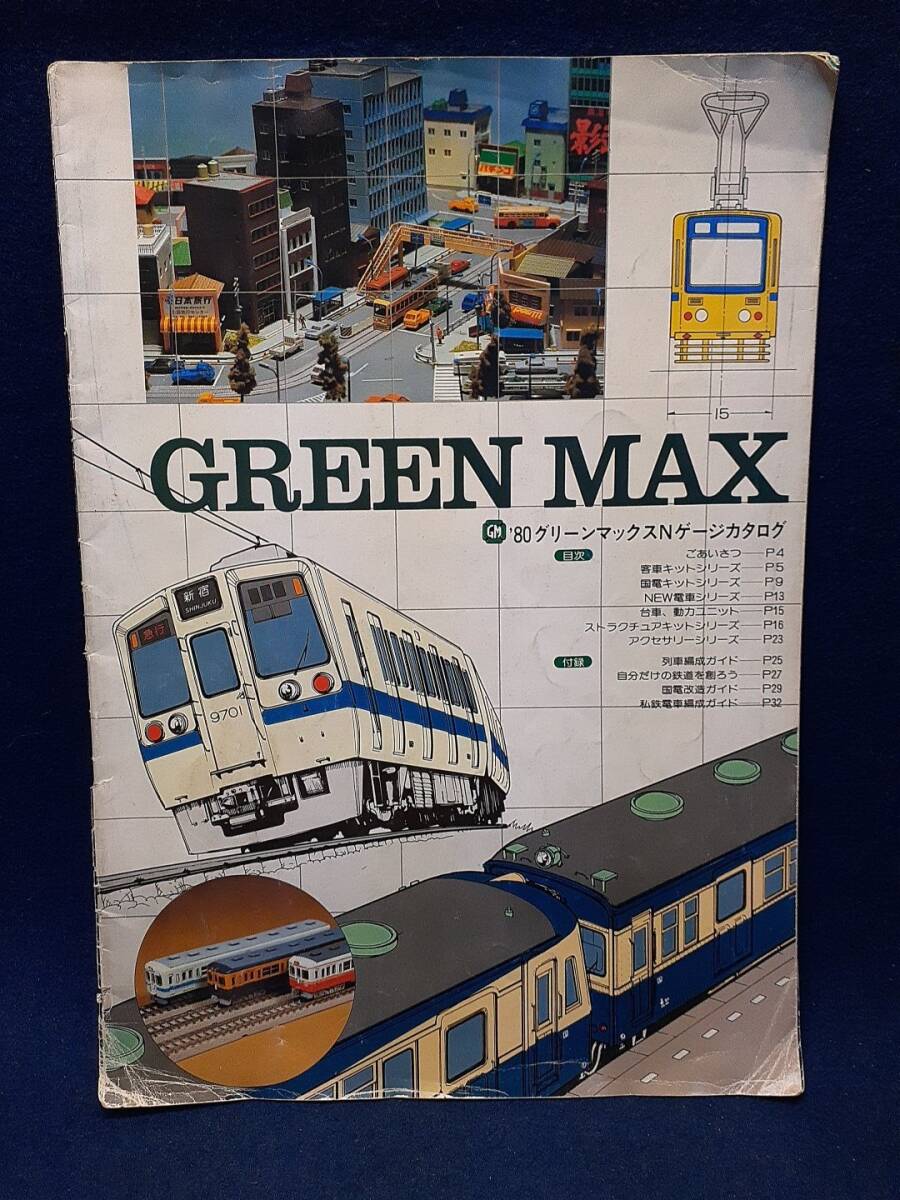 パチンコ
日本旅行
15
GREEN MAX
GM '80 グリーンマックスNゲージカタログ
目次
ごあいさつ――P4
客車キットシリーズ――P5
国電キットシリーズ――P9
NEW電車シリーズ――P13
台車、動力ユニット――P15
ストラクチュアキットシリーズ――P16
アクセサリーシリーズ――P23
付録
列車編成ガイド――P25
自分だけの鉄道を創ろう――P27
国電改造ガイド――P29
私鉄電車編成ガイド――P32
新宿
SHINJUKU
急行
9701